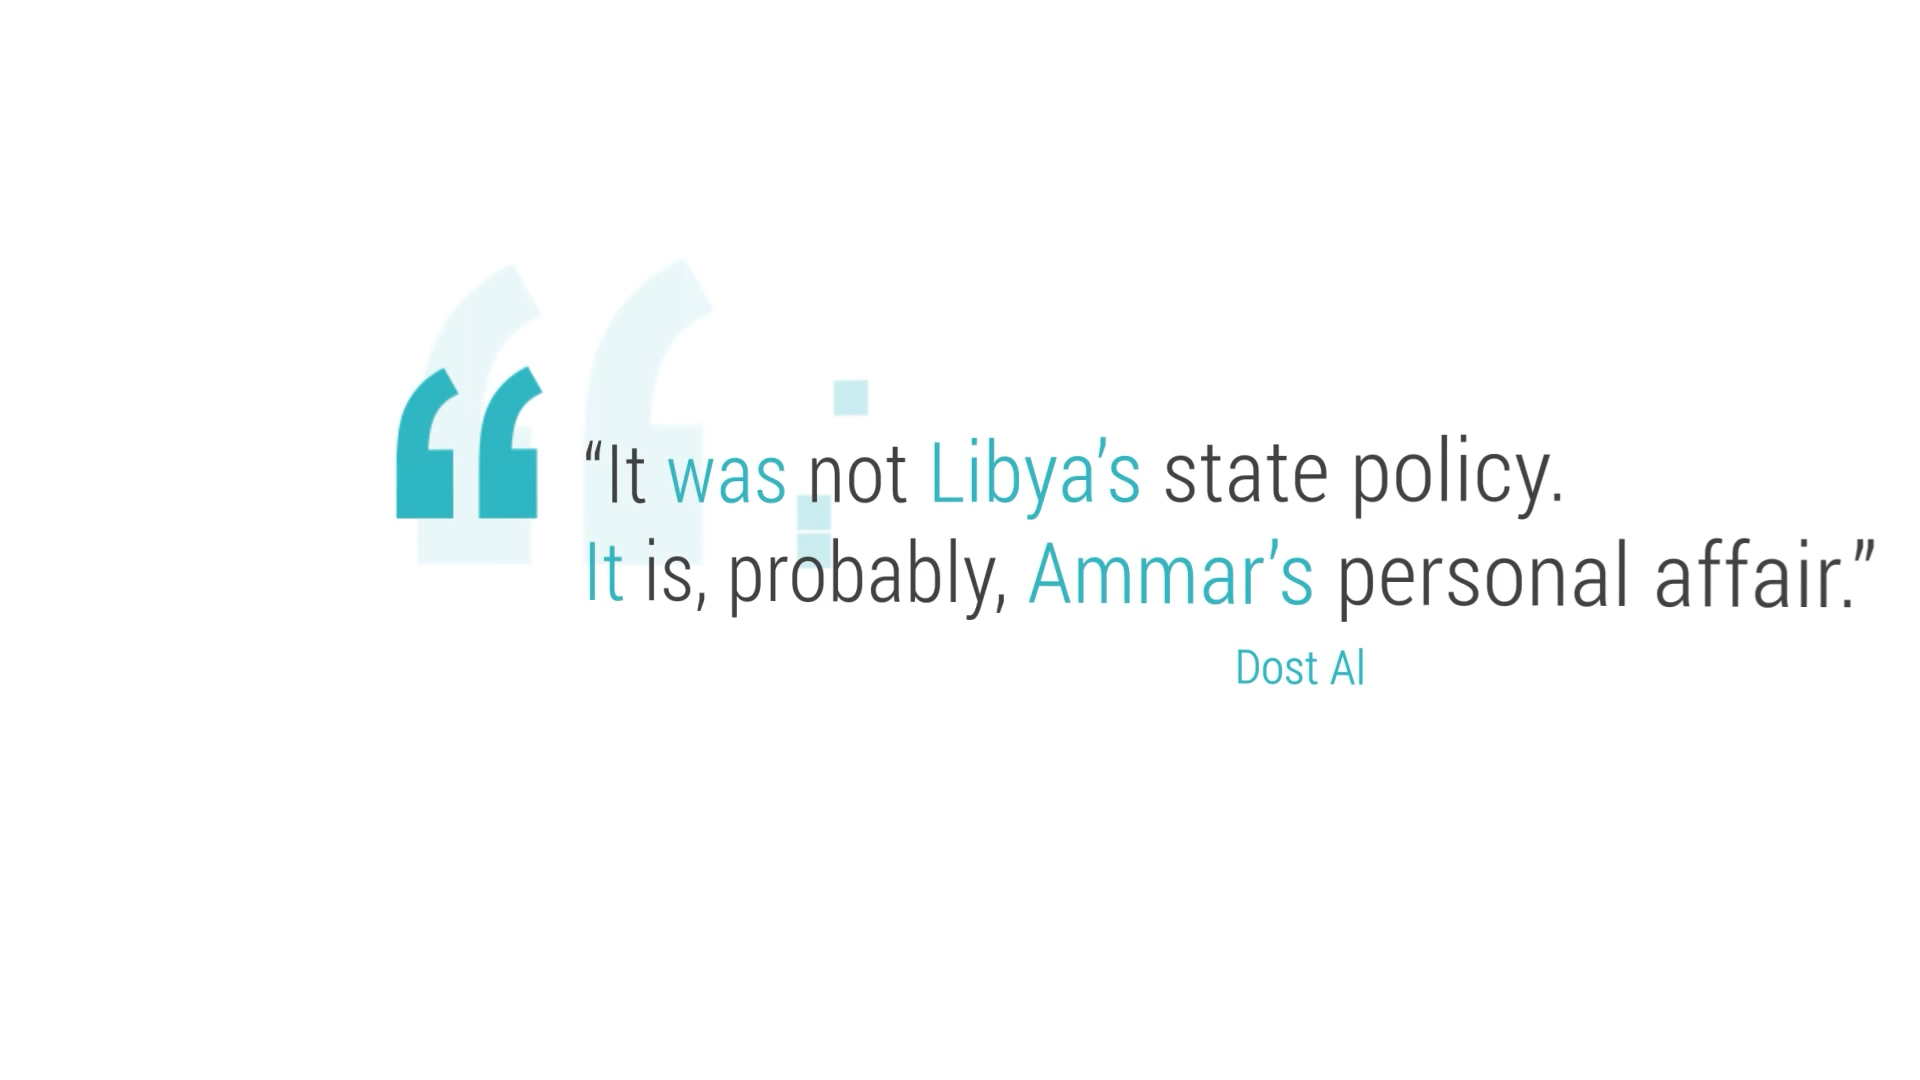 “It was not Libya’s state policy.
It is, probably, Ammar’s personal affair.”
Dost Al